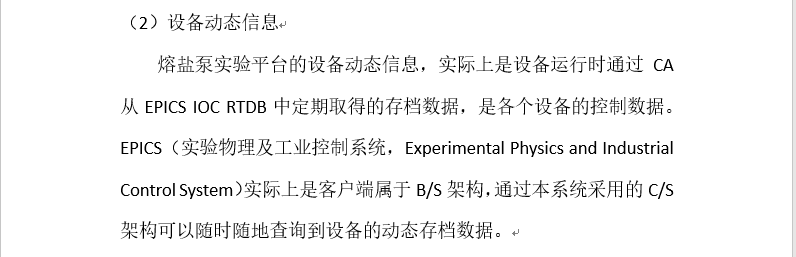 （2）设备动态信息
熔盐泵实验平台的设备动态信息，实际上是设备运行时通过 CA
从 EPICS IOC RTDB 中定期取得的存档数据，是各个设备的控制数据。
EPICS（实验物理及工业控制系统，Experimental Physics and Industrial
Control System）实际上是客户端属于 B/S 架构，通过本系统采用的 C/S
架构可以随时随地查询到设备的动态存档数据。